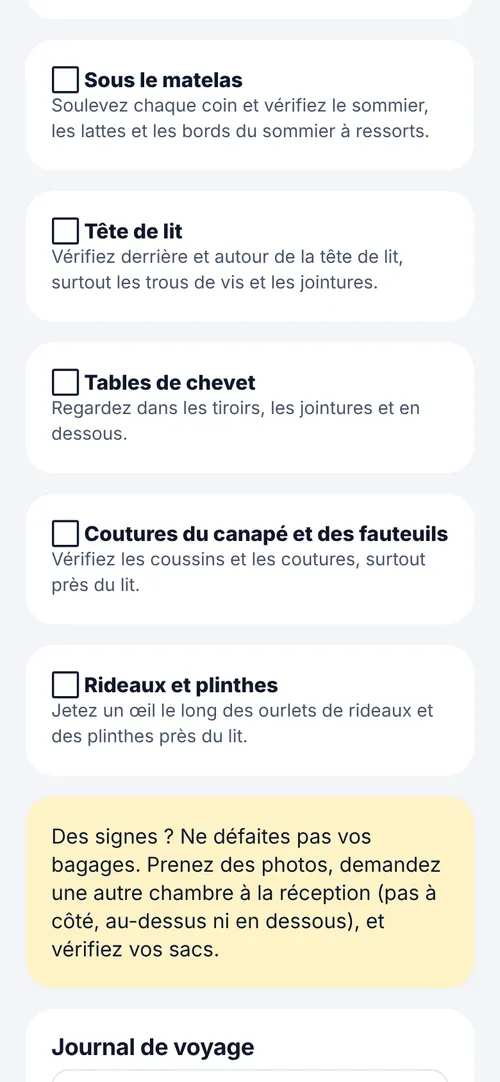 Sous le matelas
Soulevez chaque coin et vérifiez le sommier,
les lattes et les bords du sommier à ressorts.
Tête de lit
Vérifiez derrière et autour de la tête de lit,
surtout les trous de vis et les jointures.
Tables de chevet
Regardez dans les tiroirs, les jointures et en
dessous.
Coutures du canapé et des fauteuils
Vérifiez les coussins et les coutures, surtout
près du lit.
Rideaux et plinthes
Jetez un œil le long des ourlets de rideaux et
des plinthes près du lit.
Des signes ? Ne défaites pas vos
bagages. Prenez des photos, demandez
une autre chambre à la réception (pas à
côté, au-dessus ni en dessous), et
vérifiez vos sacs.
Journal de voyage